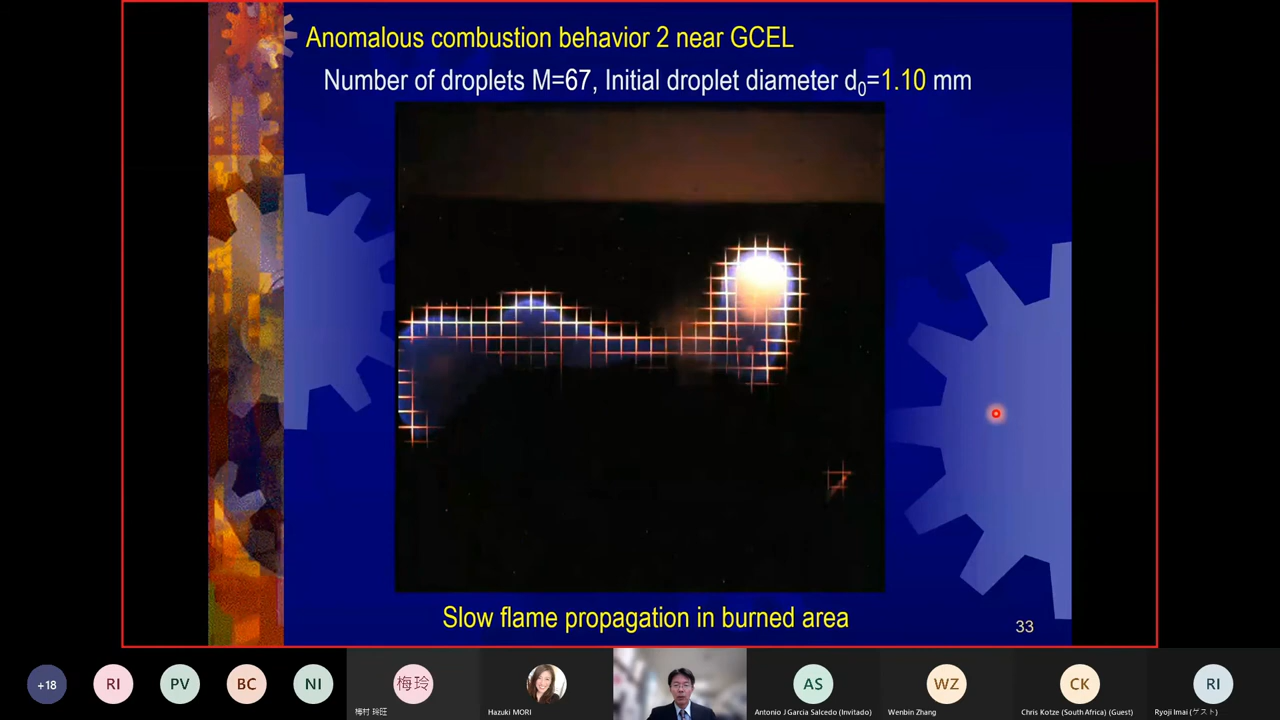 Anomalous combustion behavior 2 near GCEL
Number of droplets M=67, Initial droplet diameter d₀=1.10 mm
Slow flame propagation in burned area
33
+18
RI
PV
BC
NI
梅玲
AS
WZ
CK
RI
梅村 玲旺
Hazuki MORI
Antonio J Garcia Salcedo (Invitado)
Wenbin Zhang
Chris Kotze (South Africa) (Guest)
Ryoji Imai (ゲスト)